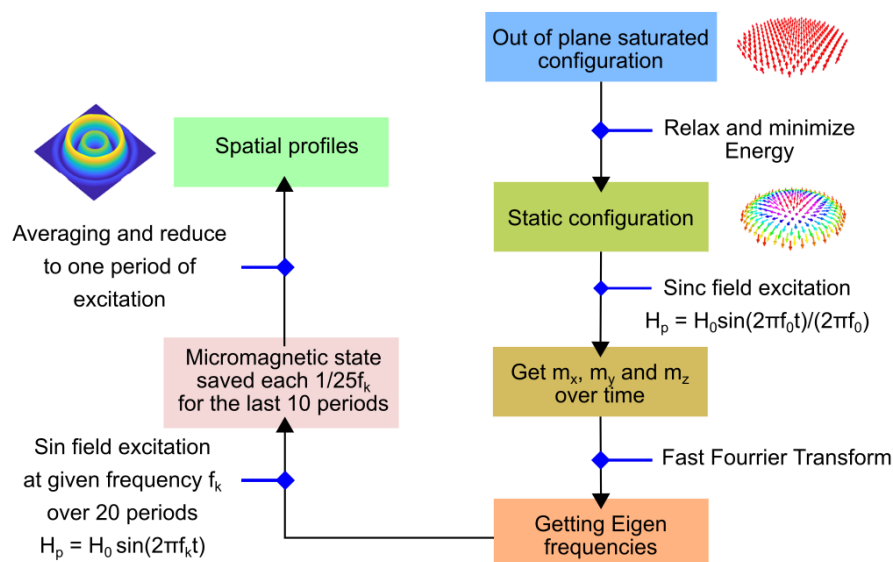 Out of plane saturated
configuration
Relax and minimize
Energy
Static configuration
Sinc field excitation
Hₚ = H₀sin(2πf₀t)/(2πf₀)
Get mₓ, mᵧ and m_z
over time
Fast Fourrier Transform
Getting Eigen
frequencies
Sin field excitation
at given frequency fₖ
over 20 periods
Hₚ = H₀ sin(2πfₖt)
Micromagnetic state
saved each 1/25fₖ
for the last 10 periods
Averaging and reduce
to one period of
excitation
Spatial profiles